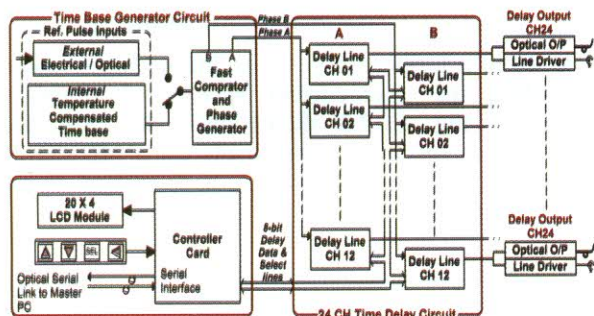 Time Base Generator Circuit
Ref. Pulse Inputs
External
Electrical / Optical
Internal
Temperature
Compensated
Time base
B A
Fast
Comprator
and
Phase
Generator
Phase B
Phase A
A
B
Delay Line
CH 01
Delay Line
CH 01
Delay Line
CH 02
Delay Line
CH 02
Delay Line
CH 12
Delay Line
CH 12
24 CH Time Delay Circuit
Delay Output
CH24
Optical O/P
Line Driver
Delay Output
CH24
Optical O/P
Line Driver
20 X 4
LCD Module
SEL
Optical Serial
Link to Master
PC
Controller
Card
Serial
Interface
8-bit
Delay
Data &
Select
lines